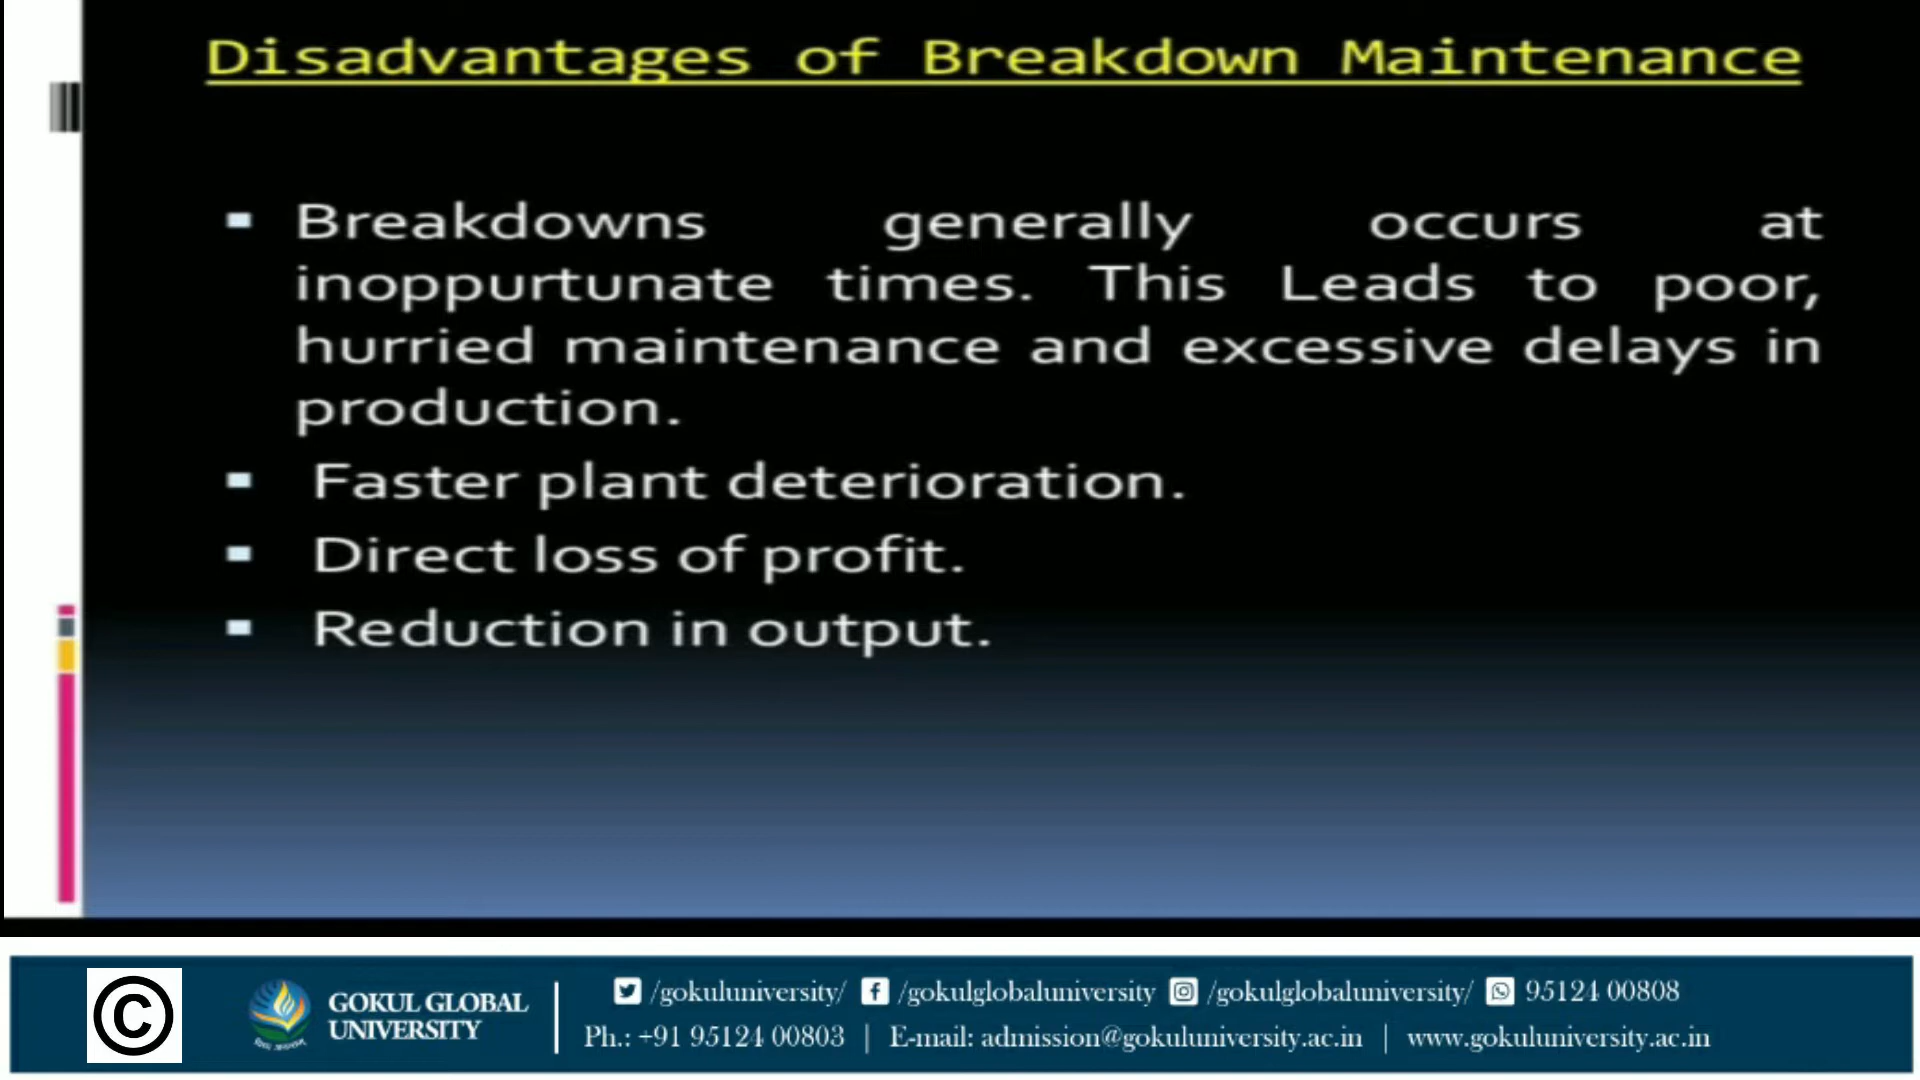 Disadvantages of Breakdown Maintenance
▪ Breakdowns generally occurs at
inoppurtunate times. This Leads to poor,
hurried maintenance and excessive delays in
production.
▪ Faster plant deterioration.
▪ Direct loss of profit.
▪ Reduction in output.
©
GOKUL GLOBAL
UNIVERSITY
/gokuluniversity/ /gokulglobaluniversity /gokulglobaluniversity/ 95124 00808
Ph.: +91 95124 00803 | E-mail: admission@gokuluniversity.ac.in | www.gokuluniversity.ac.in